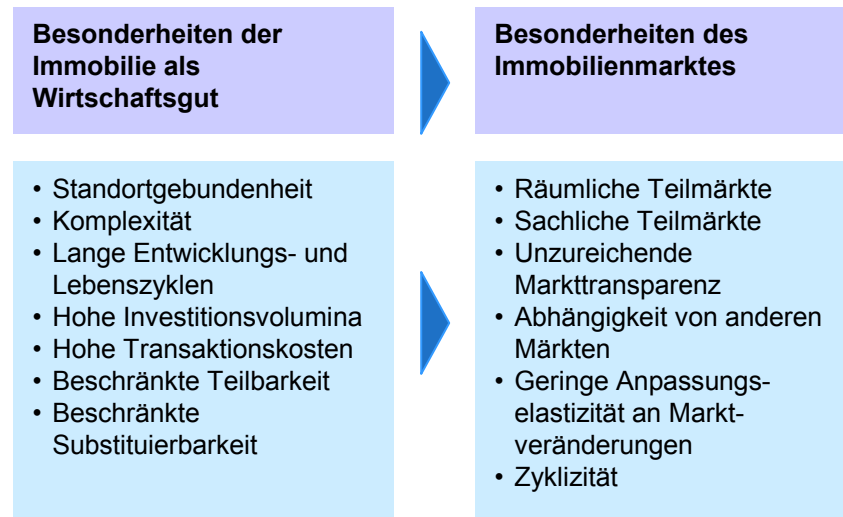 Besonderheiten der
Immobilie als
Wirtschaftsgut
Besonderheiten des
Immobilienmarktes
• Standortgebundenheit
• Komplexität
• Lange Entwicklungs- und
Lebenszyklen
• Hohe Investitionsvolumina
• Hohe Transaktionskosten
• Beschränkte Teilbarkeit
• Beschränkte
Substituierbarkeit
• Räumliche Teilmärkte
• Sachliche Teilmärkte
• Unzureichende
Markttransparenz
• Abhängigkeit von anderen
Märkten
• Geringe Anpassungs-
elastizität an Markt-
veränderungen
• Zyklizität